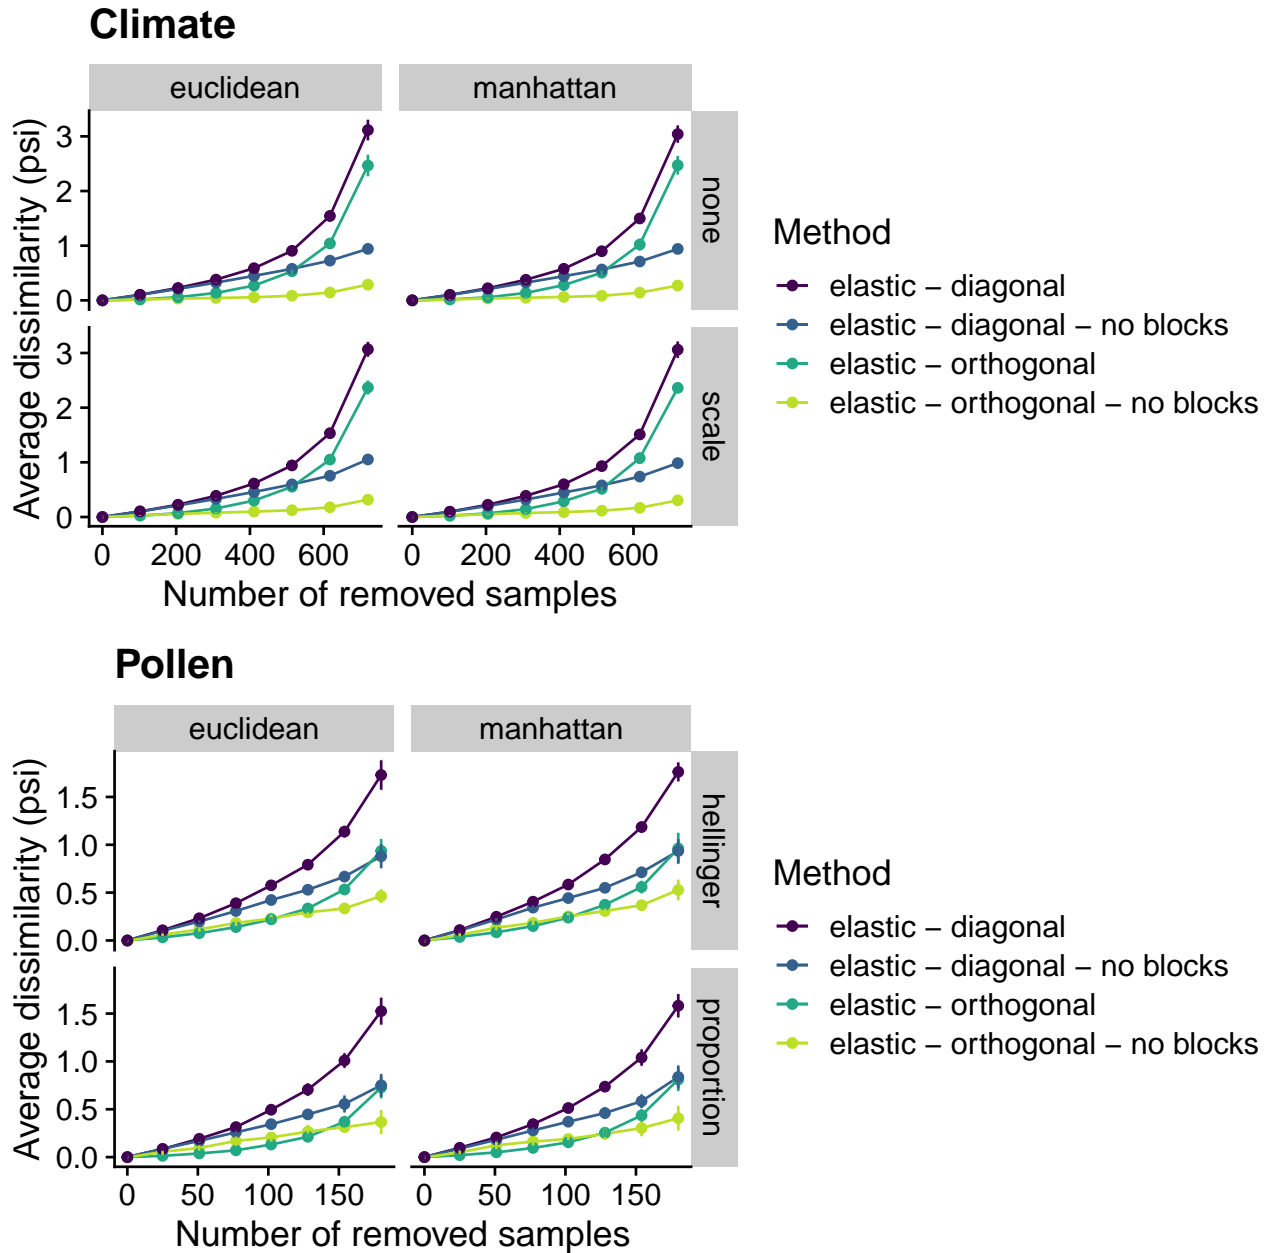 Climate
euclidean
manhattan
Average dissimilarity (psi)
3
2
1
0
none
3
2
1
0
scale
0 200 400 600
0 200 400 600
Number of removed samples
Method
elastic − diagonal
elastic − diagonal − no blocks
elastic − orthogonal
elastic − orthogonal − no blocks
Pollen
euclidean
manhattan
Average dissimilarity (psi)
1.5
1.0
0.5
0.0
hellinger
1.5
1.0
0.5
0.0
proportion
0 50 100 150
0 50 100 150
Number of removed samples
Method
elastic − diagonal
elastic − diagonal − no blocks
elastic − orthogonal
elastic − orthogonal − no blocks